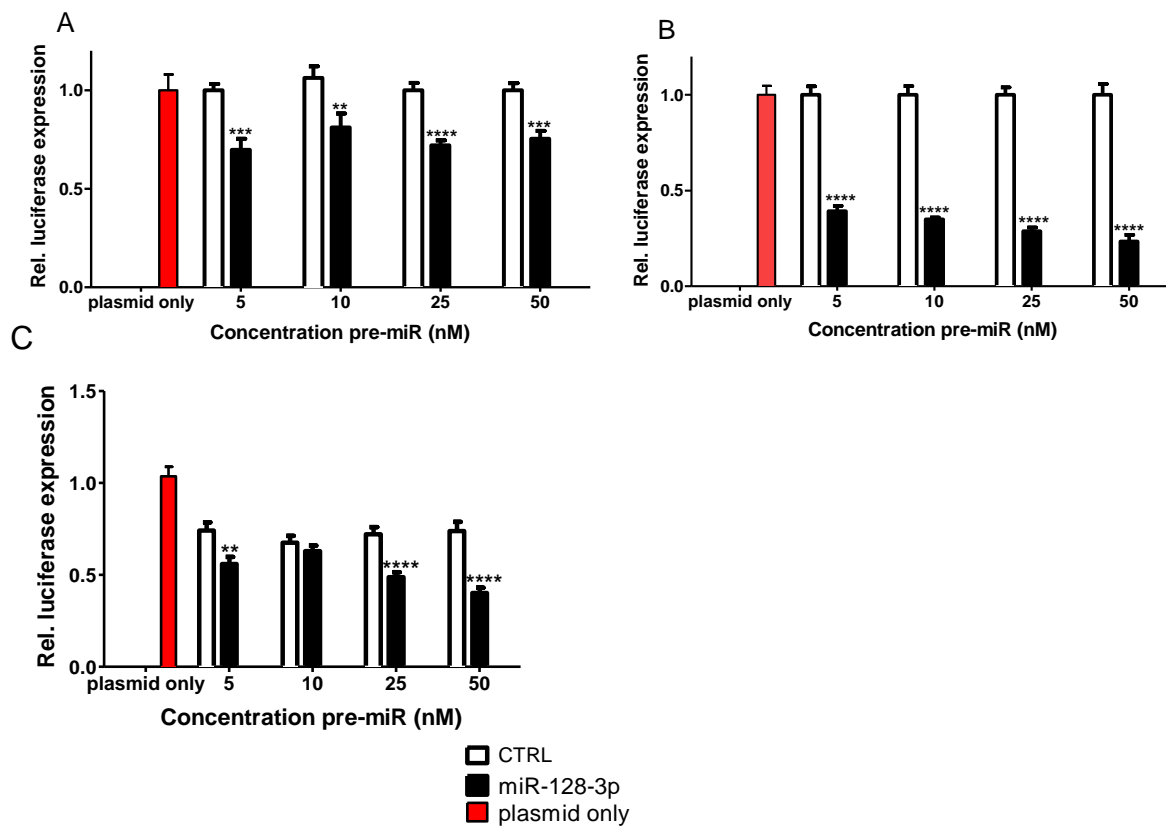 A
Rel. luciferase expression
1.0
0.5
0.0
*** ** **** ***
plasmid only 5 10 25 50
Concentration pre-miR (nM)
B
Rel. luciferase expression
1.0
0.5
0.0
**** **** **** ****
plasmid only 5 10 25 50
Concentration pre-miR (nM)
C
Rel. luciferase expression
1.5
1.0
0.5
0.0
** **** ****
plasmid only 5 10 25 50
Concentration pre-miR (nM)
CTRL
miR-128-3p
plasmid only